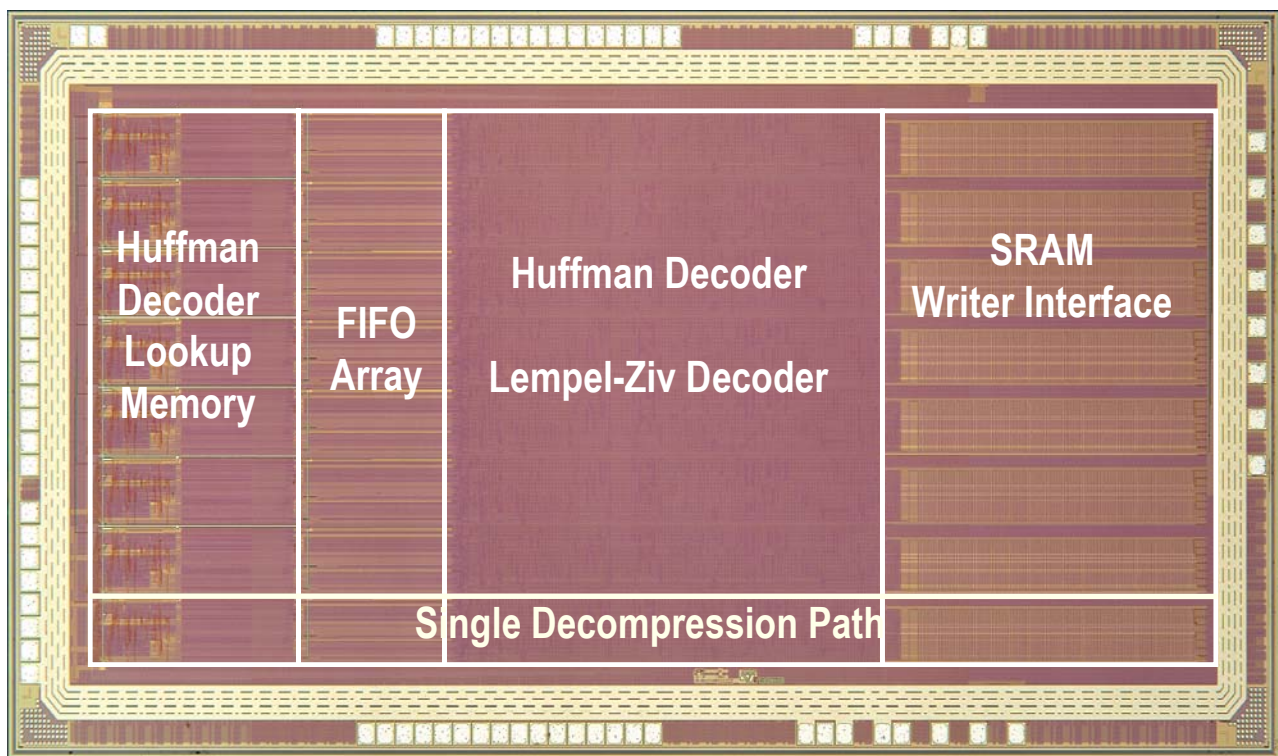 Huffman
Decoder
Lookup
Memory
FIFO
Array
Huffman Decoder
Lempel-Ziv Decoder
SRAM
Writer Interface
Single Decompression Path